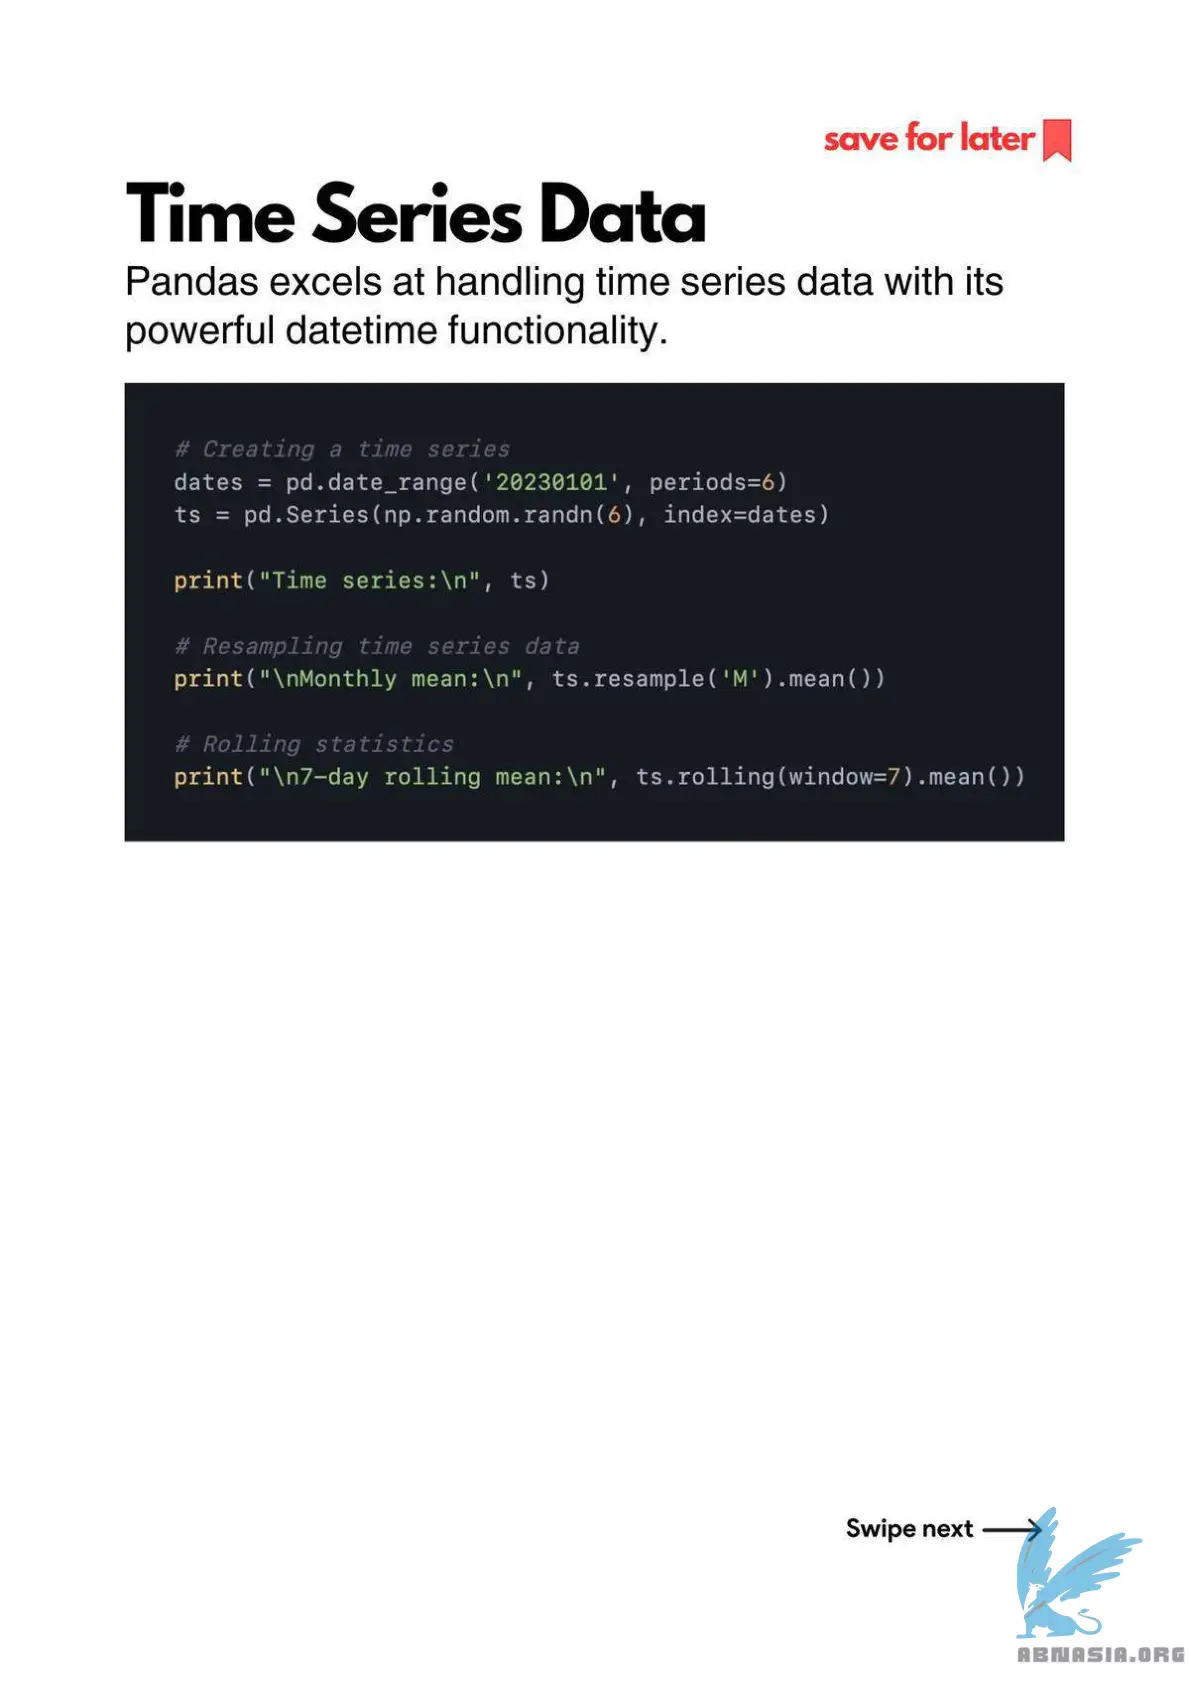 save for later
Time Series Data
Pandas excels at handling time series data with its
powerful datetime functionality.
# Creating a time series
dates = pd.date_range('20230101', periods=6)
ts = pd.Series(np.random.randn(6), index=dates)
print("Time series:\n", ts)
# Resampling time series data
print("\nMonthly mean:\n", ts.resample('M').mean())
# Rolling statistics
print("\n7-day rolling mean:\n", ts.rolling(window=7).mean())
Swipe next
ABNASIA.ORG